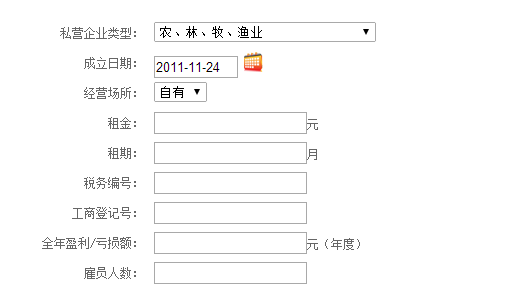 私营企业类型： 农、林、牧、渔业
成立日期： 2011-11-24
经营场所： 自有
租金： 元
租期： 月
税务编号：
工商登记号：
全年盈利/亏损额： 元（年度）
雇员人数：